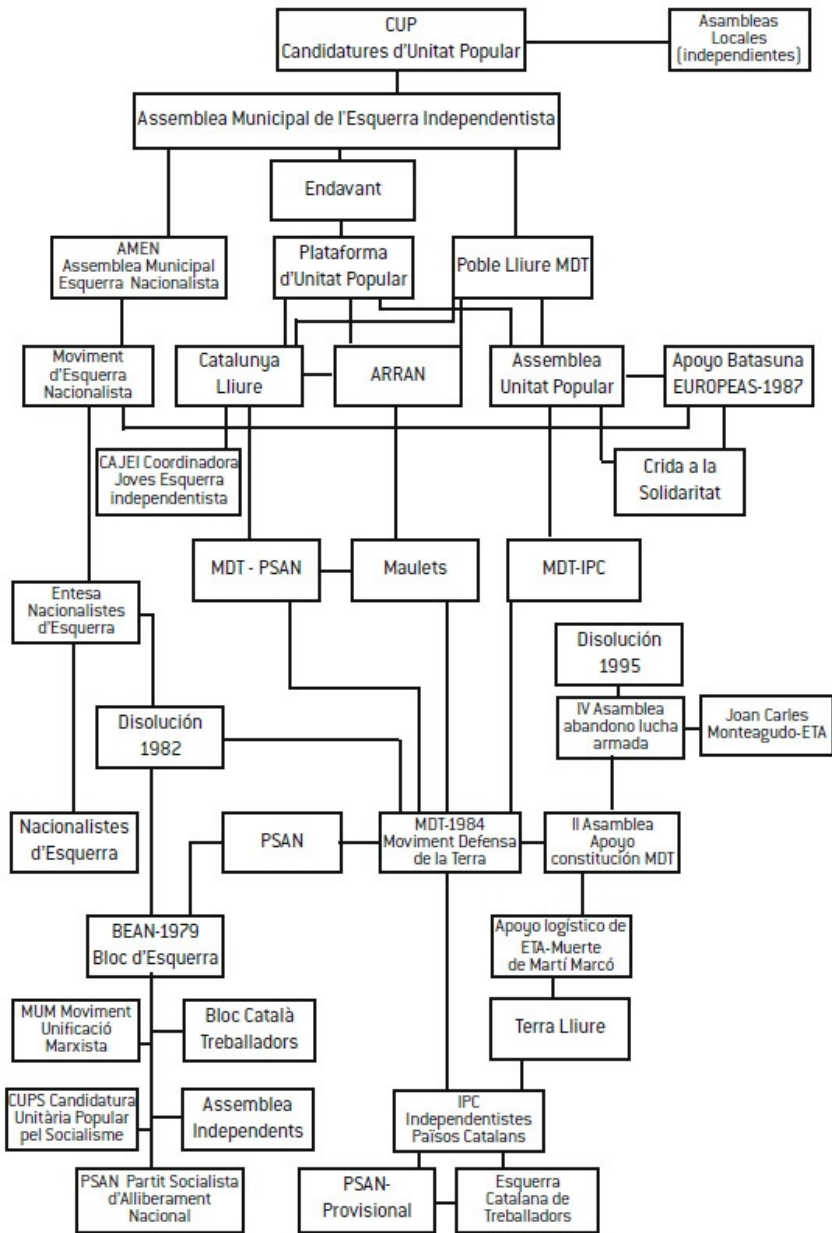 CUP
Candidatures d'Unitat Popular
Asambleas
Locales
(independientes)
Assemblea Municipal de l'Esquerra Independentista
Endavant
AMEN
Assemblea Municipal
Esquerra Nacionalista
Plataforma
d'Unitat Popular
Poble Lliure MDT
Moviment
d'Esquerra
Nacionalista
Catalunya
Lliure
ARRAN
Assemblea
Unitat Popular
Apoyo Batasuna
EUROPEAS-1987
CAJEI Coordinadora
Joves Esquerra
independentista
Crida a la
Solidaritat
MDT - PSAN
Maulets
MDT-IPC
Entesa
Nacionalistes
d'Esquerra
Disolución
1995
Disolución
1982
IV Asamblea
abandono lucha
armada
Joan Carles
Monteagudo-ETA
Nacionalistes
d'Esquerra
PSAN
MDT-1984
Moviment Defensa
de la Terra
II Asamblea
Apoyo
constitución MDT
BEAN-1979
Bloc d'Esquerra
Apoyo logístico de
ETA-Muerte
de Martí Marcó
MUM Moviment
Unificació
Marxista
Bloc Català
Treballadors
Terra Lliure
CUPS Candidatura
Unitària Popular
pel Socialisme
Assemblea
Independents
IPC
Independentistes
Països Catalans
PSAN Partit Socialista
d'Alliberament
Nacional
PSAN-
Provisional
Esquerra
Catalana de
Treballadors